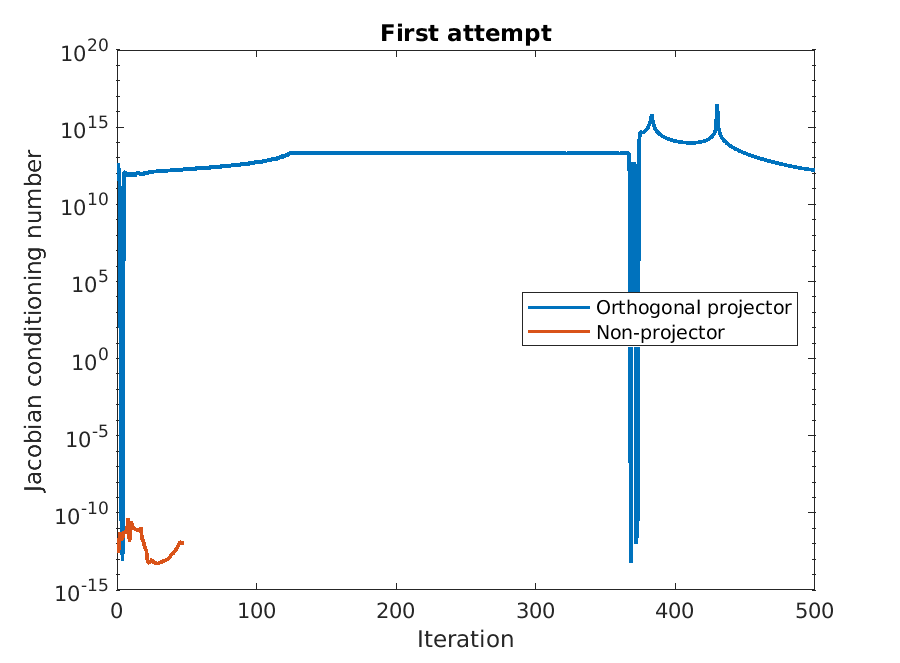 First attempt
Jacobian conditioning number
10^20
10^15
10^10
10^5
10^0
10^-5
10^-10
10^-15
Orthogonal projector
Non-projector
0 100 200 300 400 500
Iteration